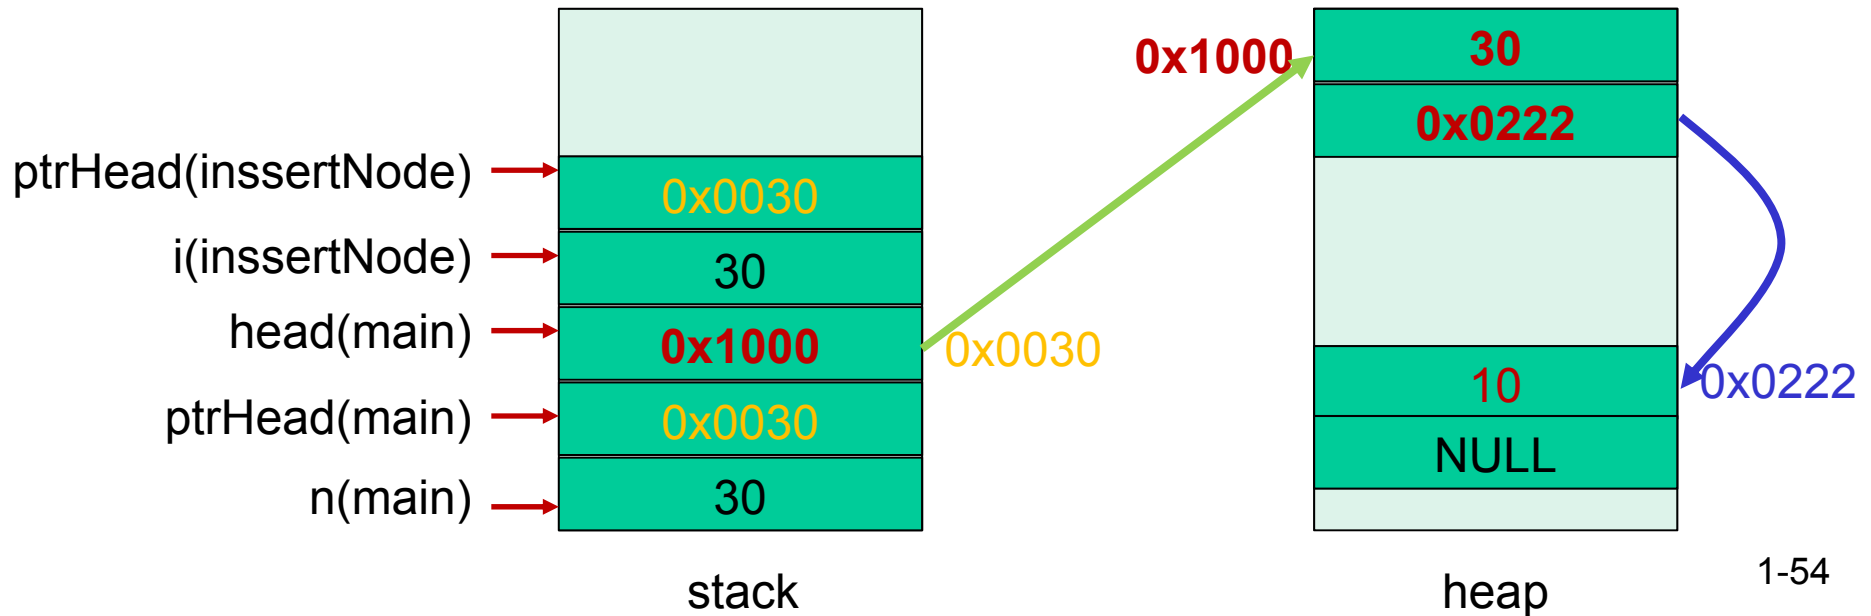 0x1000
30
0x0222
ptrHead(inssertNode)
0x0030
i(inssertNode)
30
head(main)
0x1000
0x0030
10
0x0222
ptrHead(main)
0x0030
NULL
n(main)
30
stack
heap
1-54